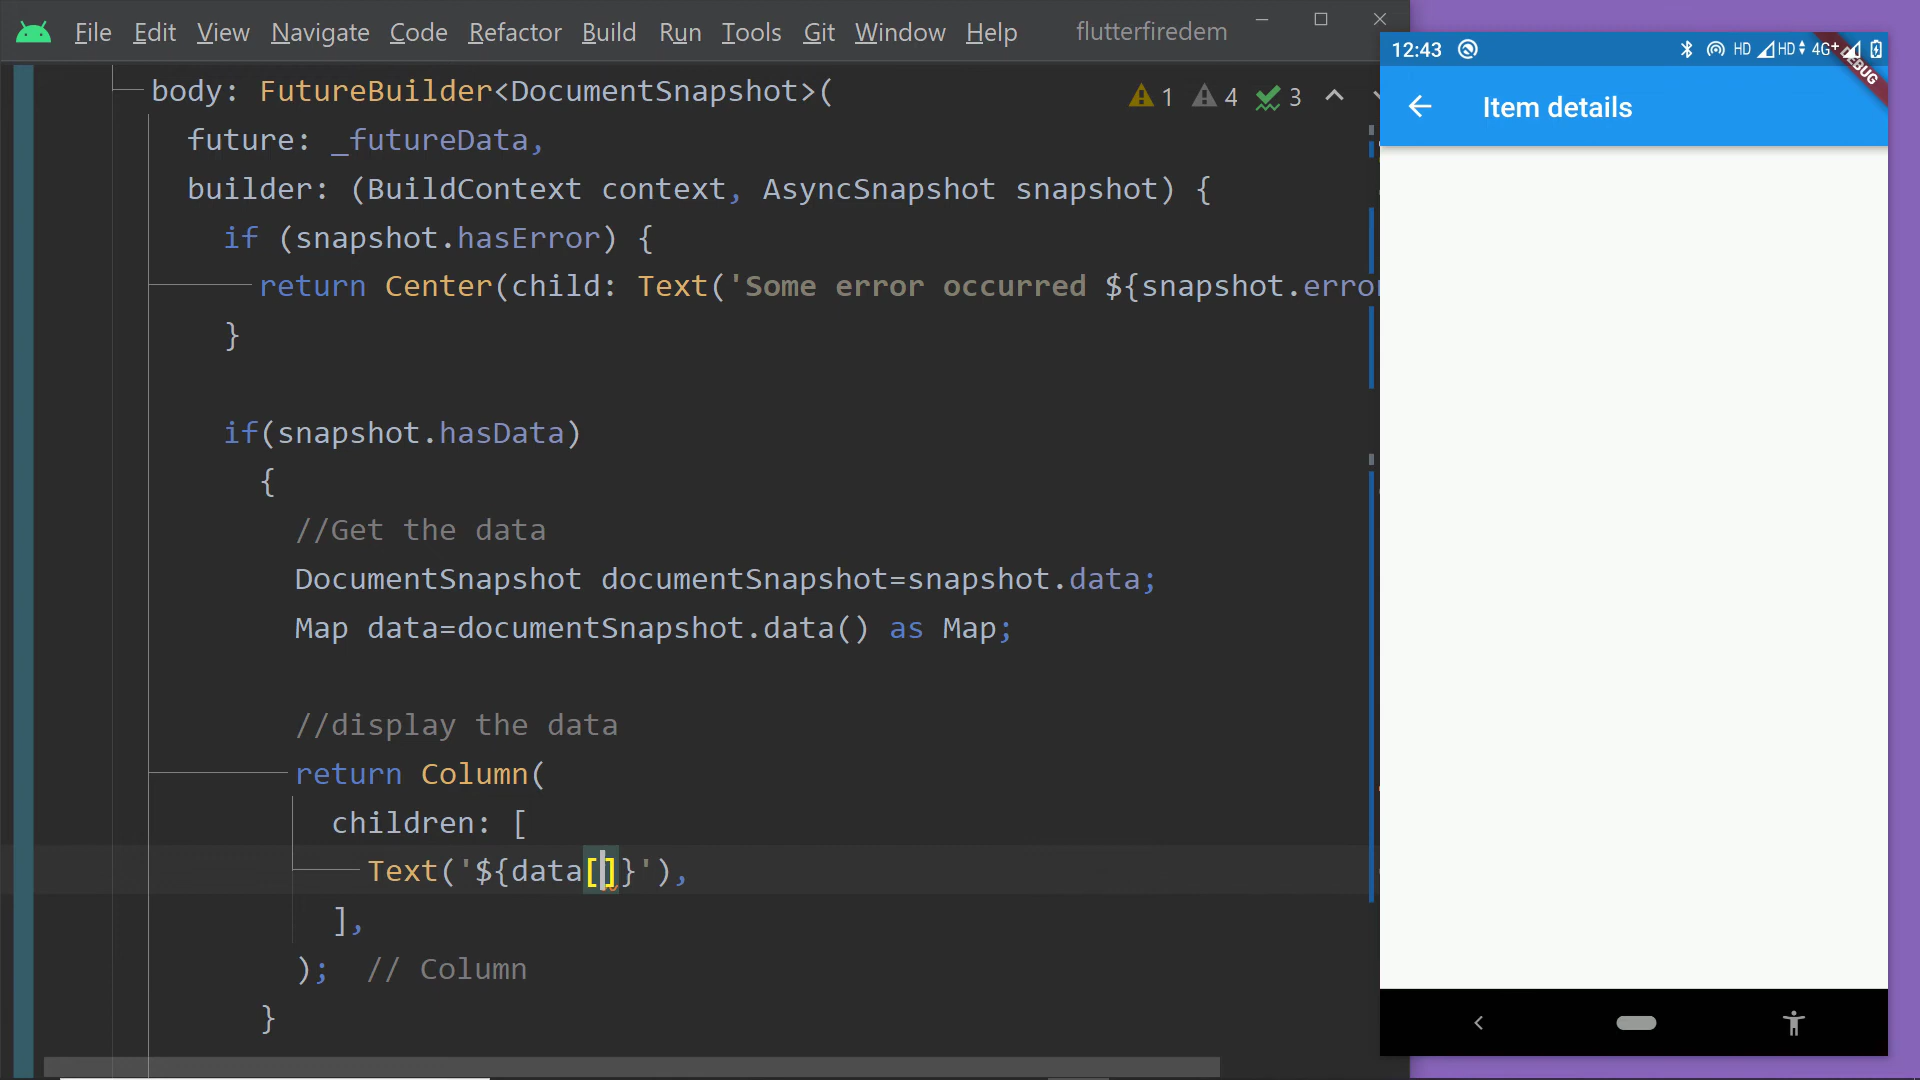 File Edit View Navigate Code Refactor Build Run Tools Git Window Help flutterfiredem
body: FutureBuilder<DocumentSnapshot>(
1 4 3
future: _futureData,
builder: (BuildContext context, AsyncSnapshot snapshot) {
if (snapshot.hasError) {
return Center(child: Text('Some error occurred ${snapshot.error
}
if(snapshot.hasData)
{
//Get the data
DocumentSnapshot documentSnapshot=snapshot.data;
Map data=documentSnapshot.data() as Map;
//display the data
return Column(
children: [
Text('${data[]}'),
],
); // Column
}
12:43 HD HD 4G+
DEBUG
Item details